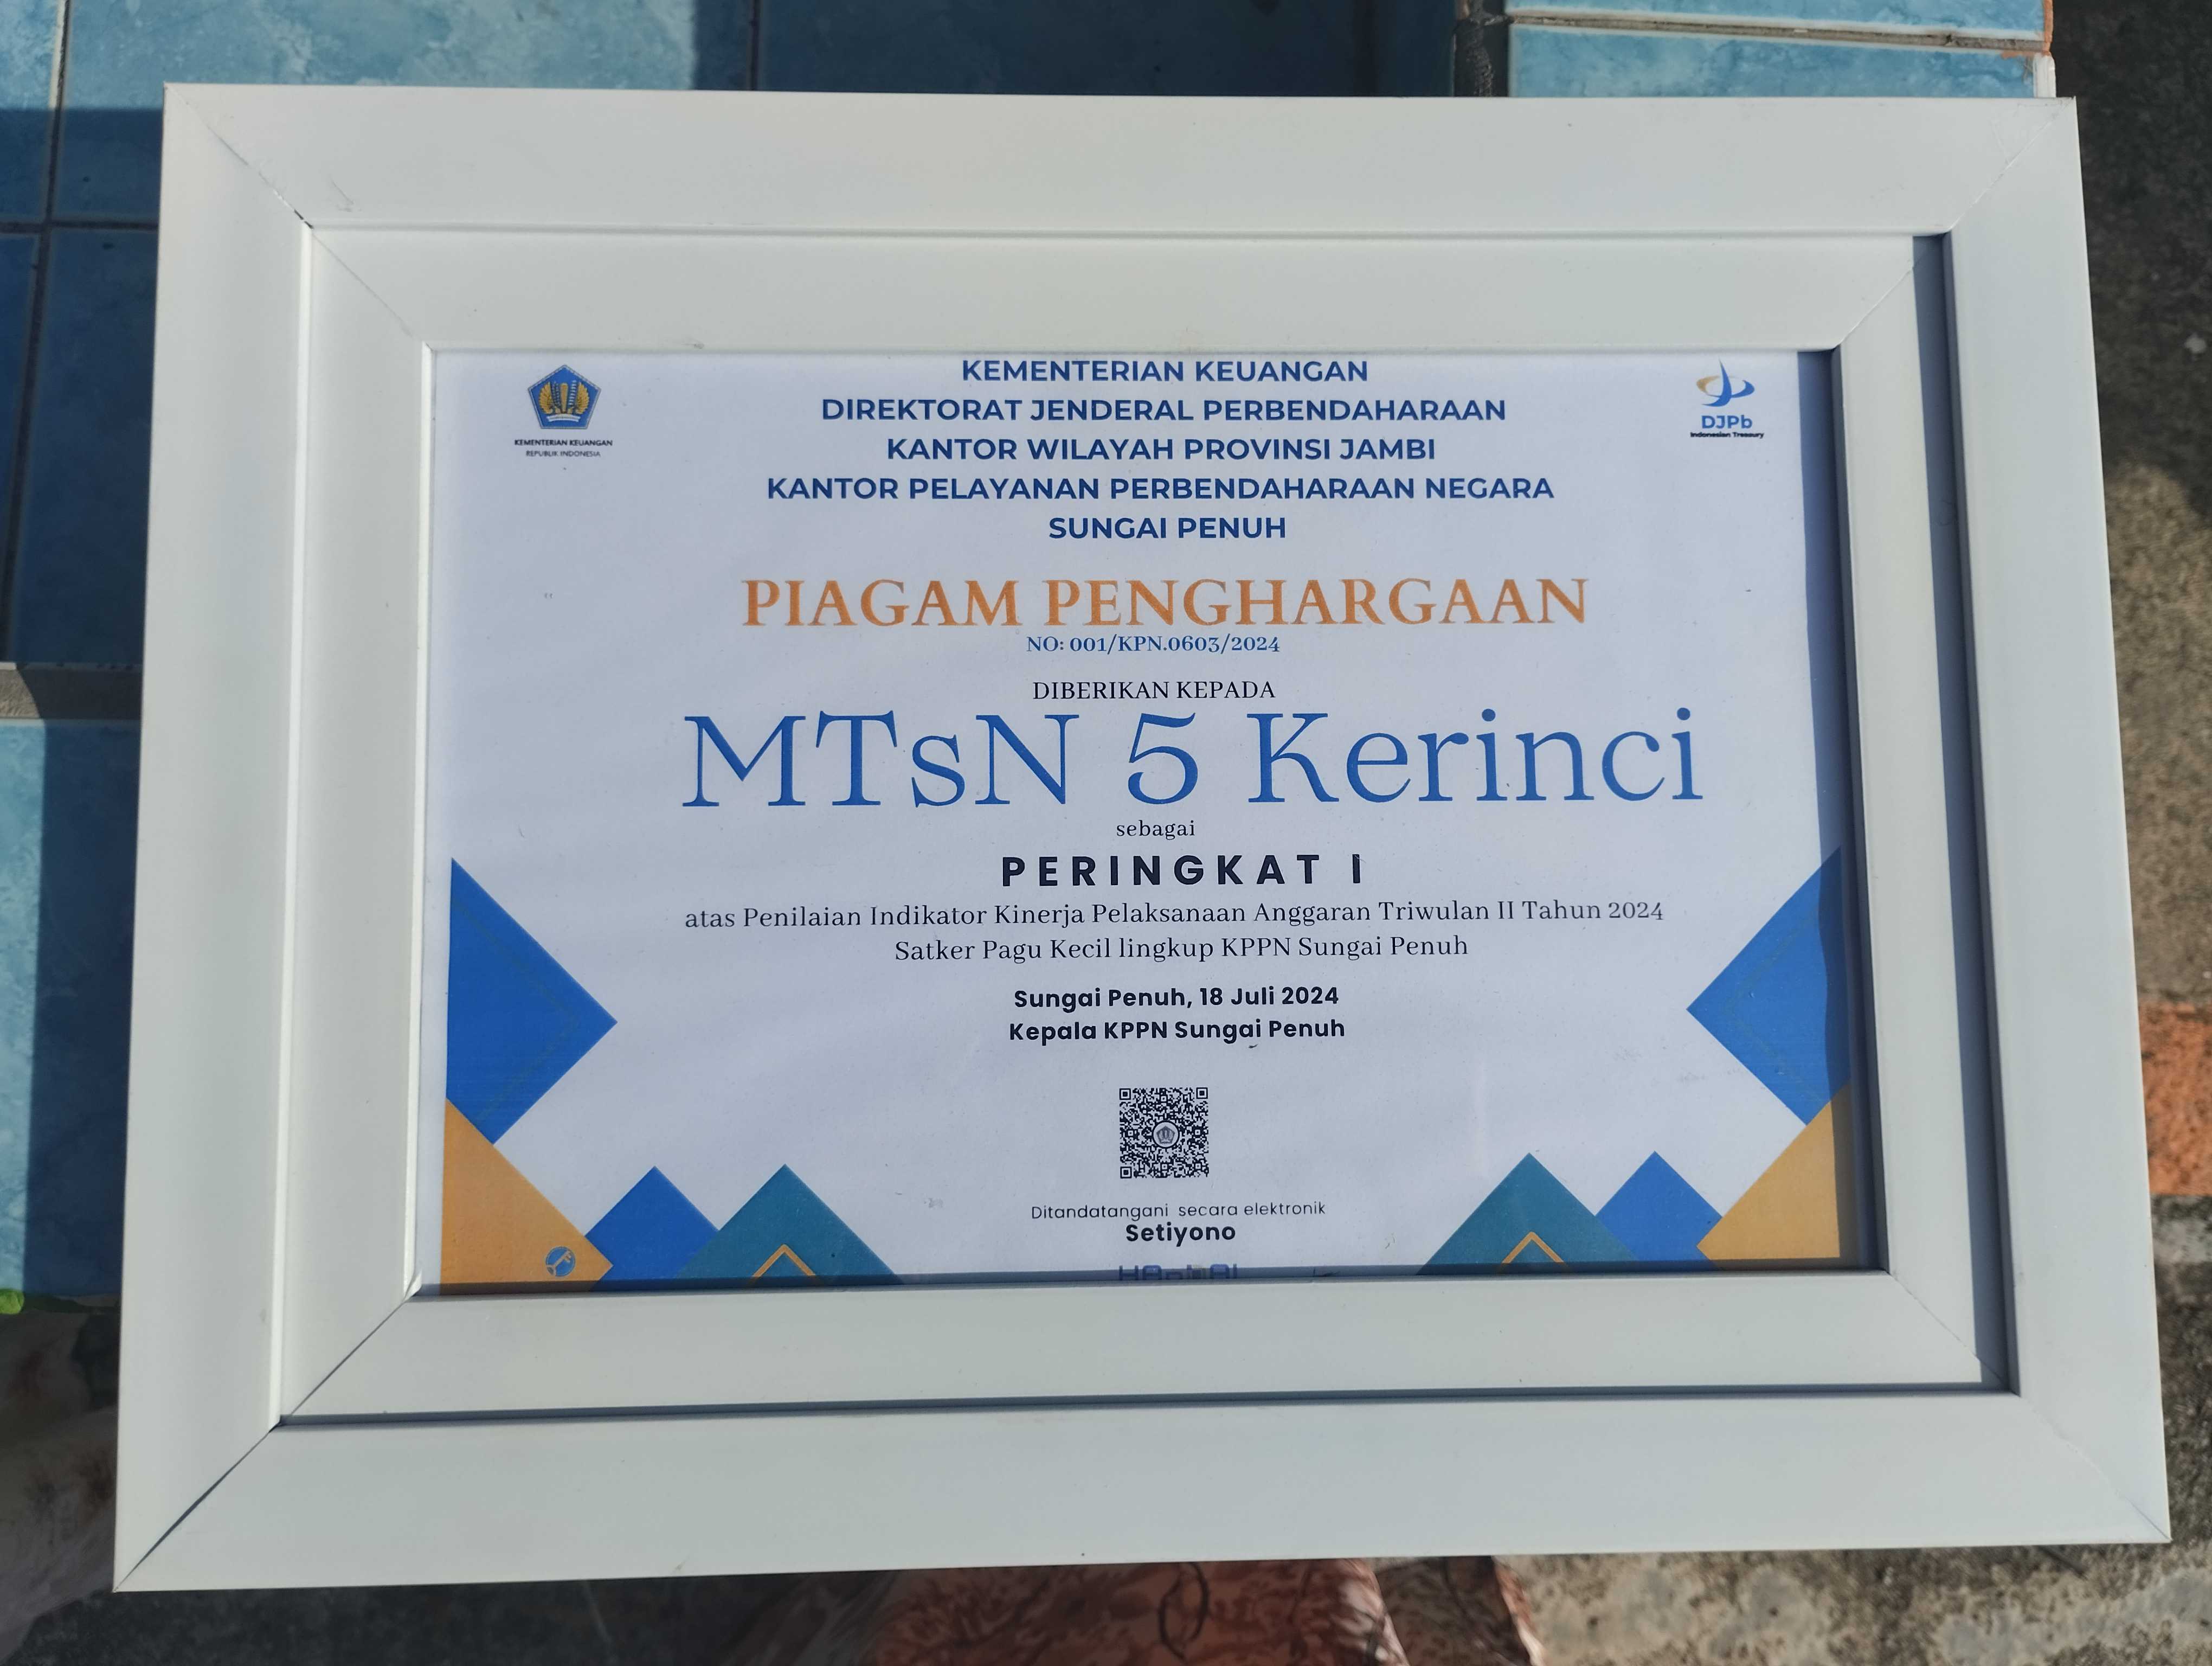 KEMENTERIAN KEUANGAN
REPUBLIK INDONESIA
DJPb
Indonesian Treasury
KEMENTERIAN KEUANGAN
DIREKTORAT JENDERAL PERBENDAHARAAN
KANTOR WILAYAH PROVINSI JAMBI
KANTOR PELAYANAN PERBENDAHARAAN NEGARA
SUNGAI PENUH
PIAGAM PENGHARGAAN
NO: 001/KPN.0603/2024
DIBERIKAN KEPADA
MTsN 5 Kerinci
sebagai
PERINGKAT I
atas Penilaian Indikator Kinerja Pelaksanaan Anggaran Triwulan II Tahun 2024
Satker Pagu Kecil lingkup KPPN Sungai Penuh
Sungai Penuh, 18 Juli 2024
Kepala KPPN Sungai Penuh
Ditandatangani secara elektronik
Setiyono